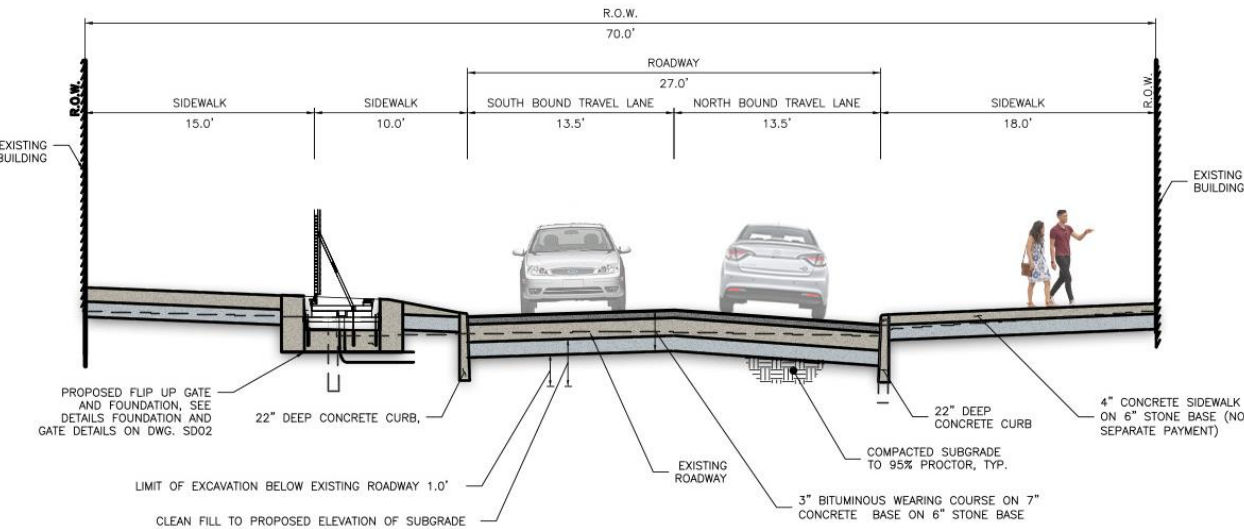 R.O.W.
70.0'
ROADWAY
27.0'
SIDEWALK
15.0'
SIDEWALK
10.0'
SOUTH BOUND TRAVEL LANE
13.5'
NORTH BOUND TRAVEL LANE
13.5'
SIDEWALK
18.0'
R.O.W.
R.O.W.
EXISTING
BUILDING
EXISTING
BUILDING
PROPOSED FLIP UP GATE
AND FOUNDATION, SEE
DETAILS FOUNDATION AND
GATE DETAILS ON DWG. SD02
22" DEEP CONCRETE CURB,
LIMIT OF EXCAVATION BELOW EXISTING ROADWAY 1.0'
CLEAN FILL TO PROPOSED ELEVATION OF SUBGRADE
EXISTING
ROADWAY
3" BITUMINOUS WEARING COURSE ON 7"
CONCRETE BASE ON 6" STONE BASE
COMPACTED SUBGRADE
TO 95% PROCTOR, TYP.
22" DEEP
CONCRETE CURB
4" CONCRETE SIDEWALK
ON 6" STONE BASE (NO
SEPARATE PAYMENT)